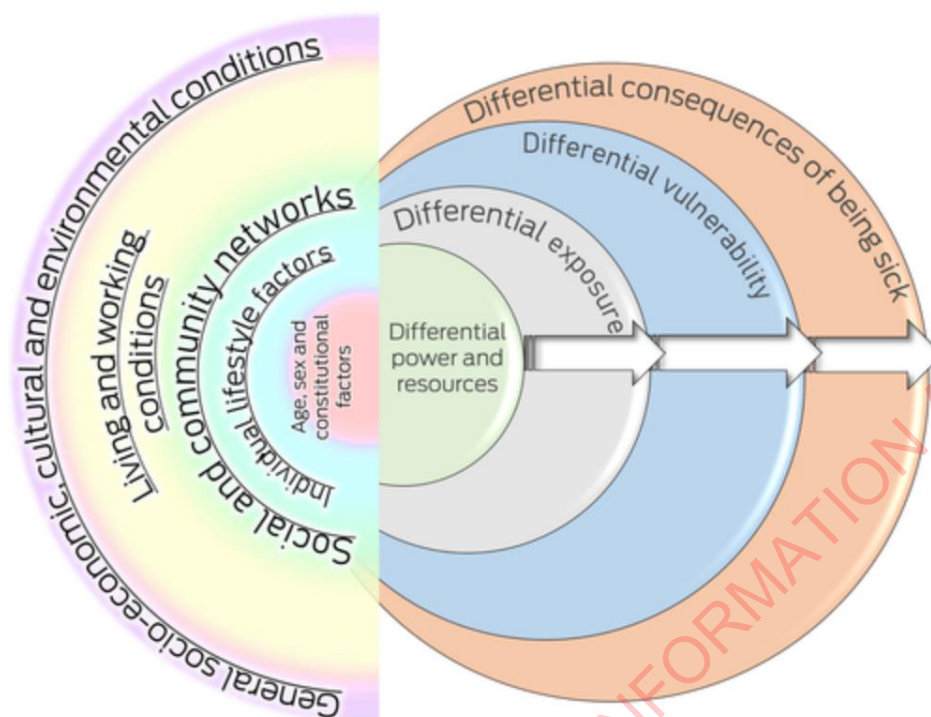 General socio-economic, cultural and environmental conditions
Living and working
conditions
Social and community networks
Individual lifestyle factors
Age, sex and
constitutional
factors
Differential
power and
resources
Differential exposure
Differential vulnerability
Differential consequences of being sick
INFORMATION